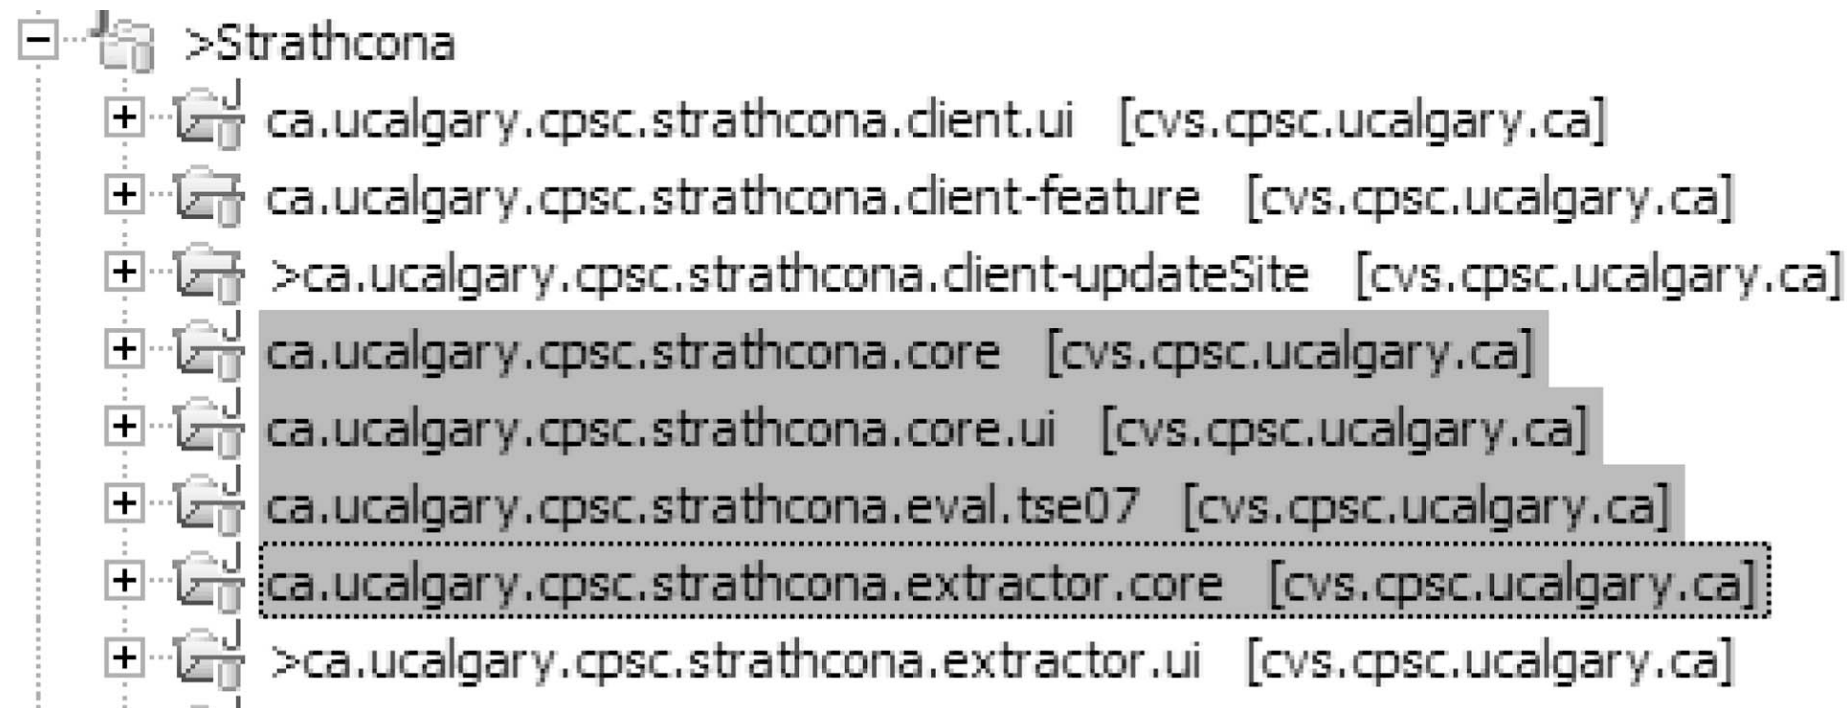 >Strathcona
ca.ucalgary.cpsc.strathcona.client.ui [cvs.cpsc.ucalgary.ca]
ca.ucalgary.cpsc.strathcona.client-feature [cvs.cpsc.ucalgary.ca]
>ca.ucalgary.cpsc.strathcona.client-updateSite [cvs.cpsc.ucalgary.ca]
ca.ucalgary.cpsc.strathcona.core [cvs.cpsc.ucalgary.ca]
ca.ucalgary.cpsc.strathcona.core.ui [cvs.cpsc.ucalgary.ca]
ca.ucalgary.cpsc.strathcona.eval.tse07 [cvs.cpsc.ucalgary.ca]
ca.ucalgary.cpsc.strathcona.extractor.core [cvs.cpsc.ucalgary.ca]
>ca.ucalgary.cpsc.strathcona.extractor.ui [cvs.cpsc.ucalgary.ca]